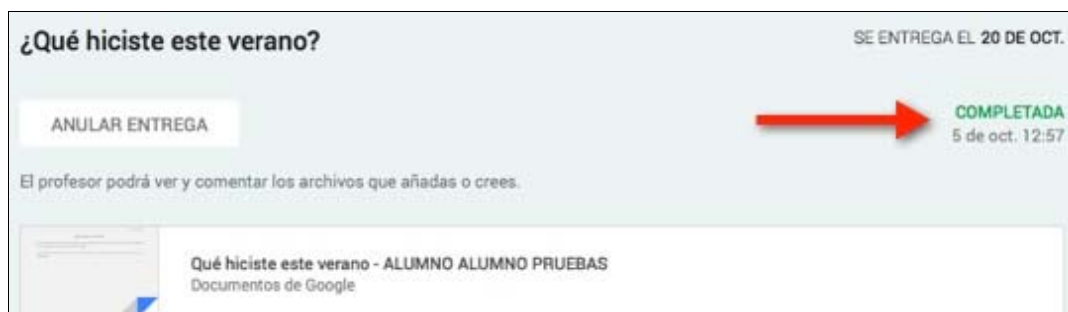 ¿Qué hiciste este verano?
SE ENTREGA EL 20 DE OCT.
ANULAR ENTREGA
COMPLETADA
5 de oct. 12:57
El profesor podrá ver y comentar los archivos que añadas o crees.
Qué hiciste este verano - ALUMNO ALUMNO PRUEBAS
Documentos de Google